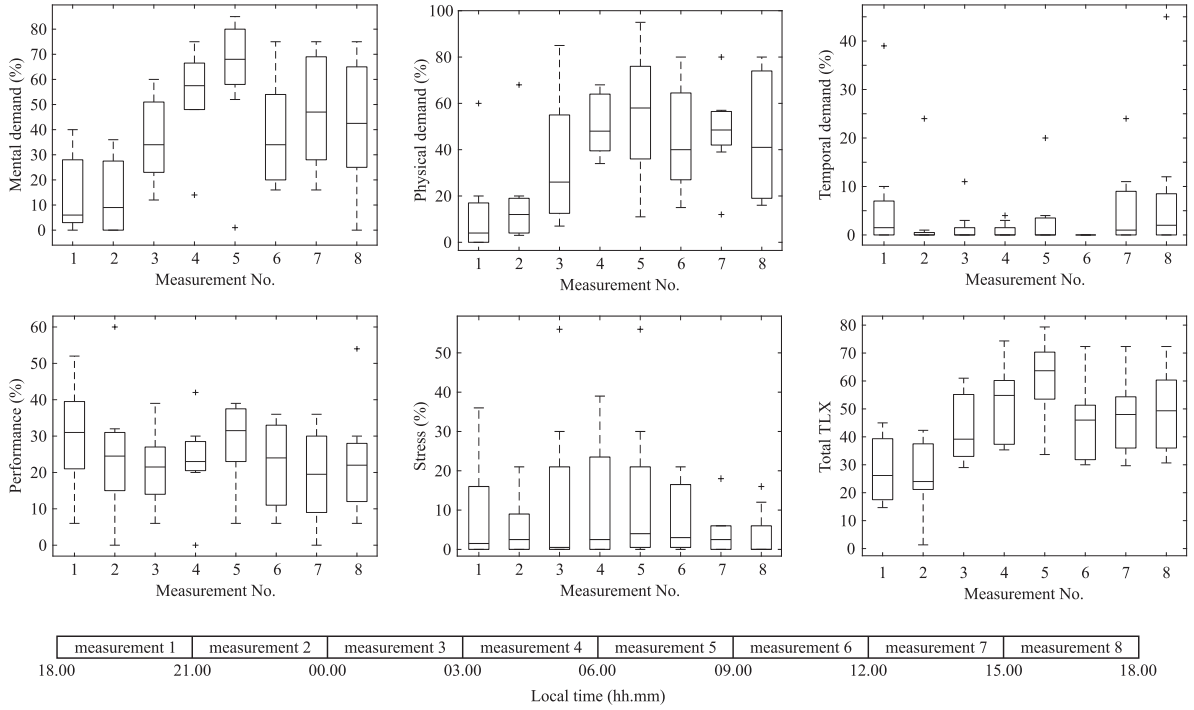 Mental demand (%)
80
70
60
50
40
30
20
10
0
1 2 3 4 5 6 7 8
Measurement No.
Physical demand (%)
100
80
60
40
20
0
1 2 3 4 5 6 7 8
Measurement No.
Temporal demand (%)
40
30
20
10
0
1 2 3 4 5 6 7 8
Measurement No.
Performance (%)
60
50
40
30
20
10
0
1 2 3 4 5 6 7 8
Measurement No.
Stress (%)
50
40
30
20
10
0
1 2 3 4 5 6 7 8
Measurement No.
Total TLX
80
70
60
50
40
30
20
10
0
1 2 3 4 5 6 7 8
Measurement No.
measurement 1 measurement 2 measurement 3 measurement 4 measurement 5 measurement 6 measurement 7 measurement 8
18.00 21.00 00.00 03.00 06.00 09.00 12.00 15.00 18.00
Local time (hh.mm)